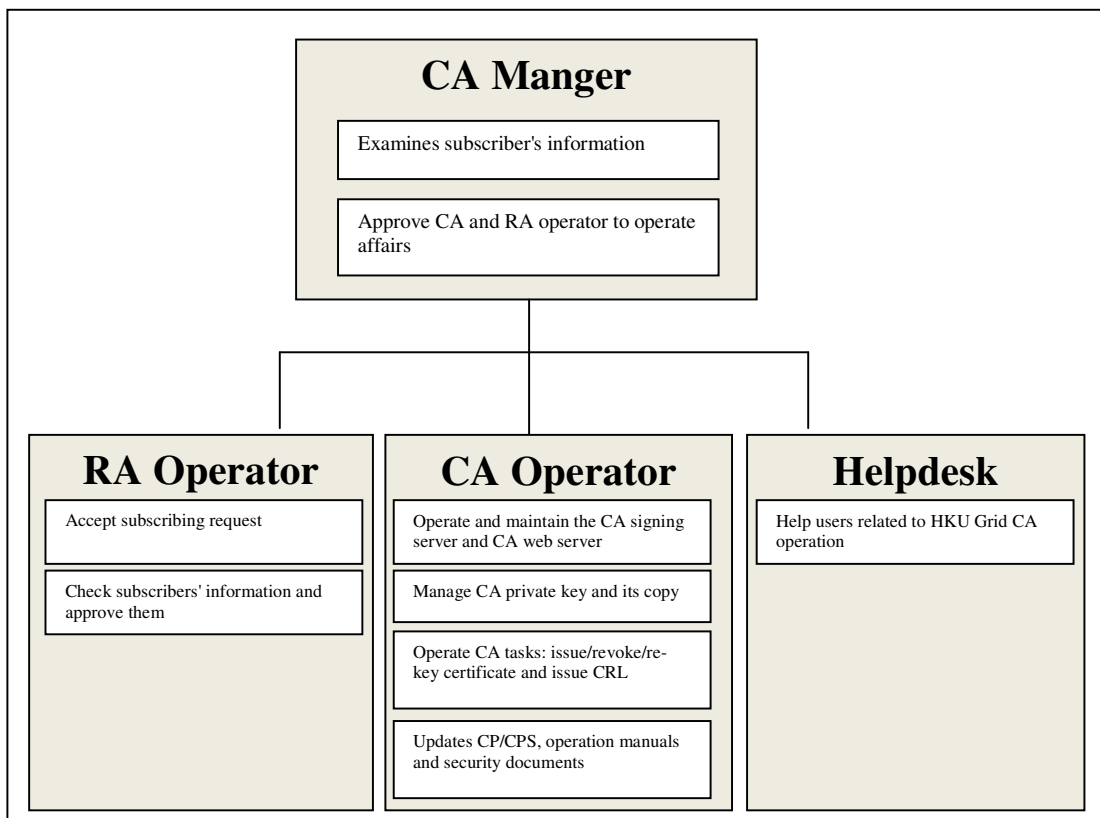 CA Manger
Examines subscriber's information
Approve CA and RA operator to operate
affairs
RA Operator
Accept subscribing request
Check subscribers' information and
approve them
CA Operator
Operate and maintain the CA signing
server and CA web server
Manage CA private key and its copy
Operate CA tasks: issue/revoke/re-
key certificate and issue CRL
Updates CP/CPS, operation manuals
and security documents
Helpdesk
Help users related to HKU Grid CA
operation